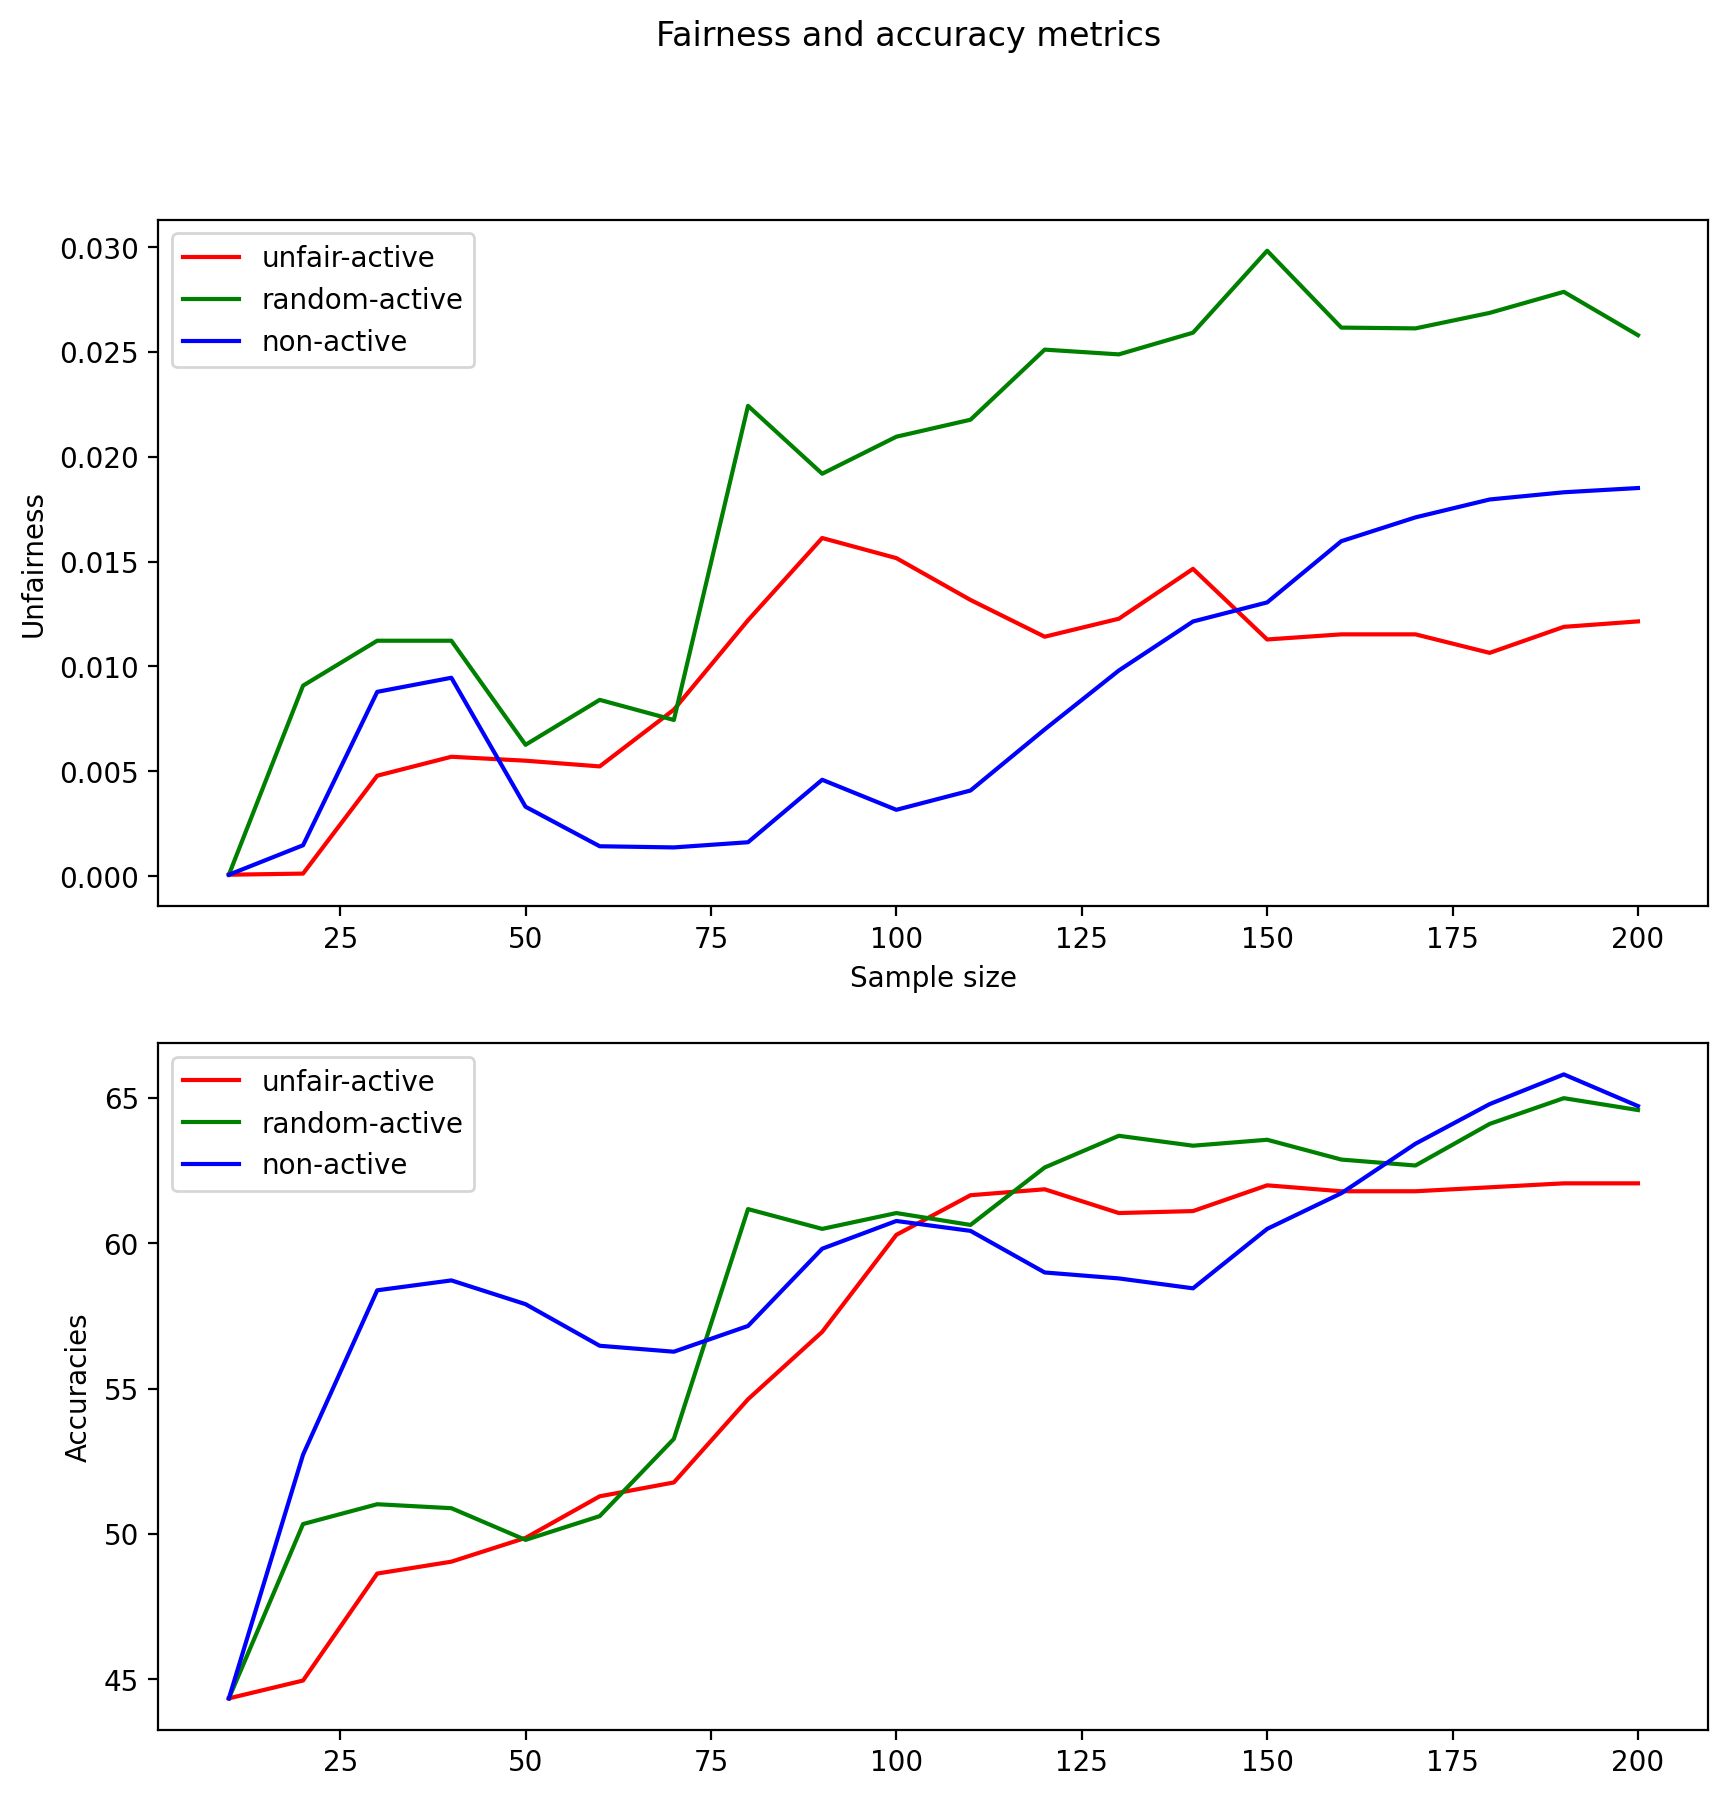 Fairness and accuracy metrics
0.030
0.025
0.020
0.015
0.010
0.005
0.000
Unfairness
unfair-active
random-active
non-active
25 50 75 100 125 150 175 200
Sample size
65
60
55
50
45
Accuracies
unfair-active
random-active
non-active
25 50 75 100 125 150 175 200